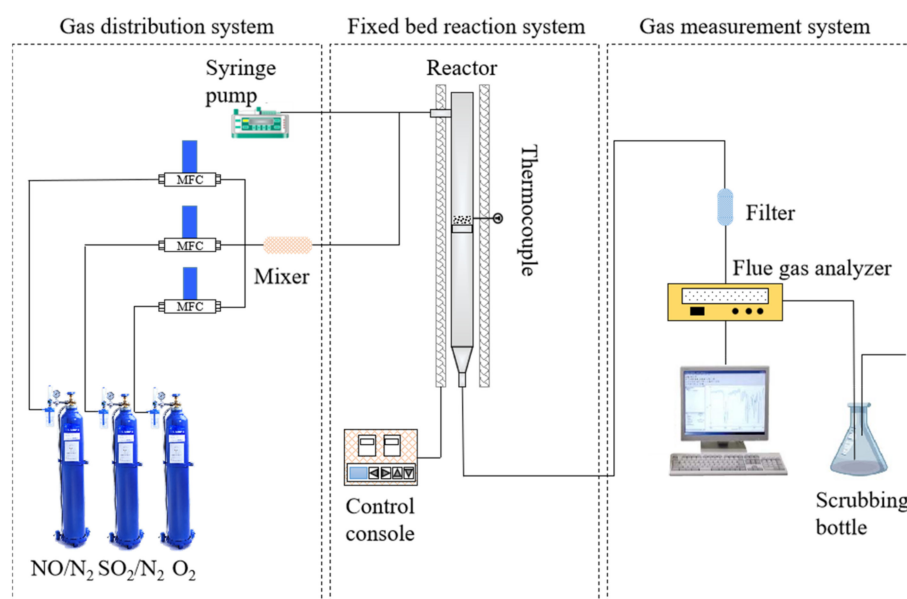 Gas distribution system
Fixed bed reaction system
Gas measurement system
Syringe
pump
Reactor
MFC
MFC
MFC
Mixer
Thermocouple
Filter
Flue gas analyzer
Control
console
Scrubbing
bottle
NO/N₂ SO₂/N₂ O₂